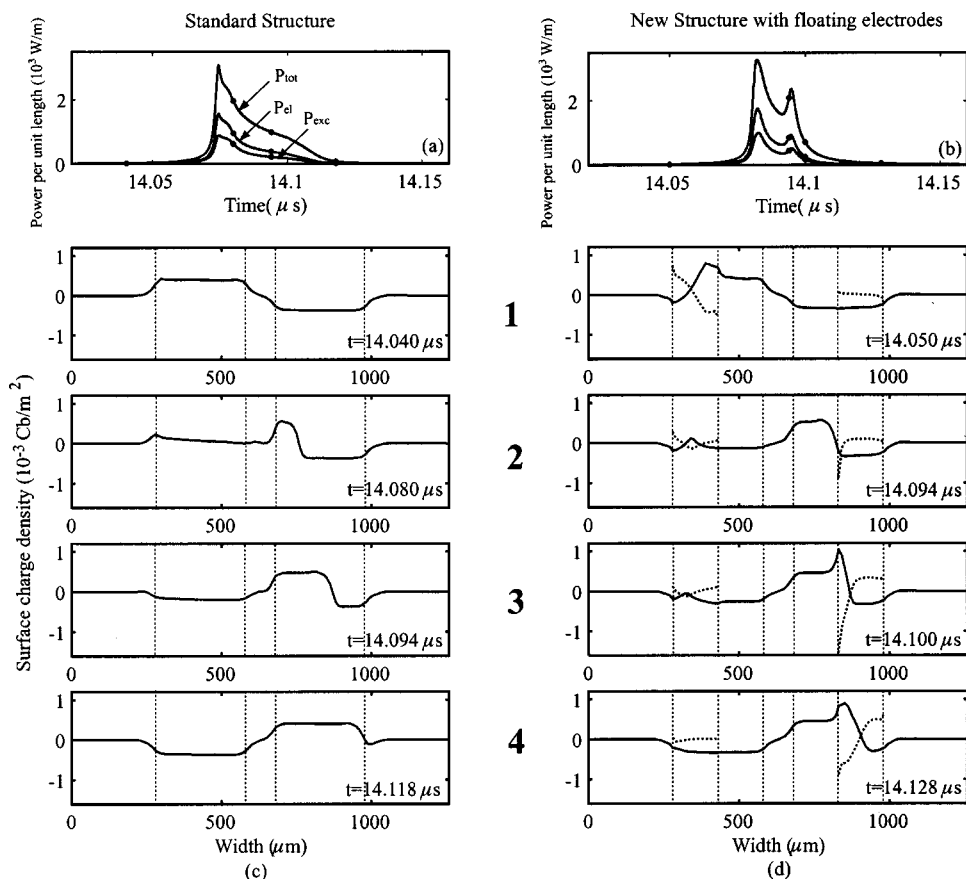 Standard Structure
New Structure with floating electrodes
Power per unit length (10³ W/m)
2
0
P_tot
P_el
P_exc
(a)
14.05
14.1
14.15
Time( μ s)
Power per unit length (10³ W/m)
2
0
(b)
14.05
14.1
14.15
Time( μ s)
Surface charge density (10⁻³ Cb/m²)
1
0
-1
t=14.040 μs
0
500
1000
1
1
0
-1
t=14.050 μs
0
500
1000
1
0
-1
t=14.080 μs
0
500
1000
2
1
0
-1
t=14.094 μs
0
500
1000
1
0
-1
t=14.094 μs
0
500
1000
3
1
0
-1
t=14.100 μs
0
500
1000
1
0
-1
t=14.118 μs
0
500
1000
Width (μm)
(c)
4
1
0
-1
t=14.128 μs
0
500
1000
Width (μm)
(d)